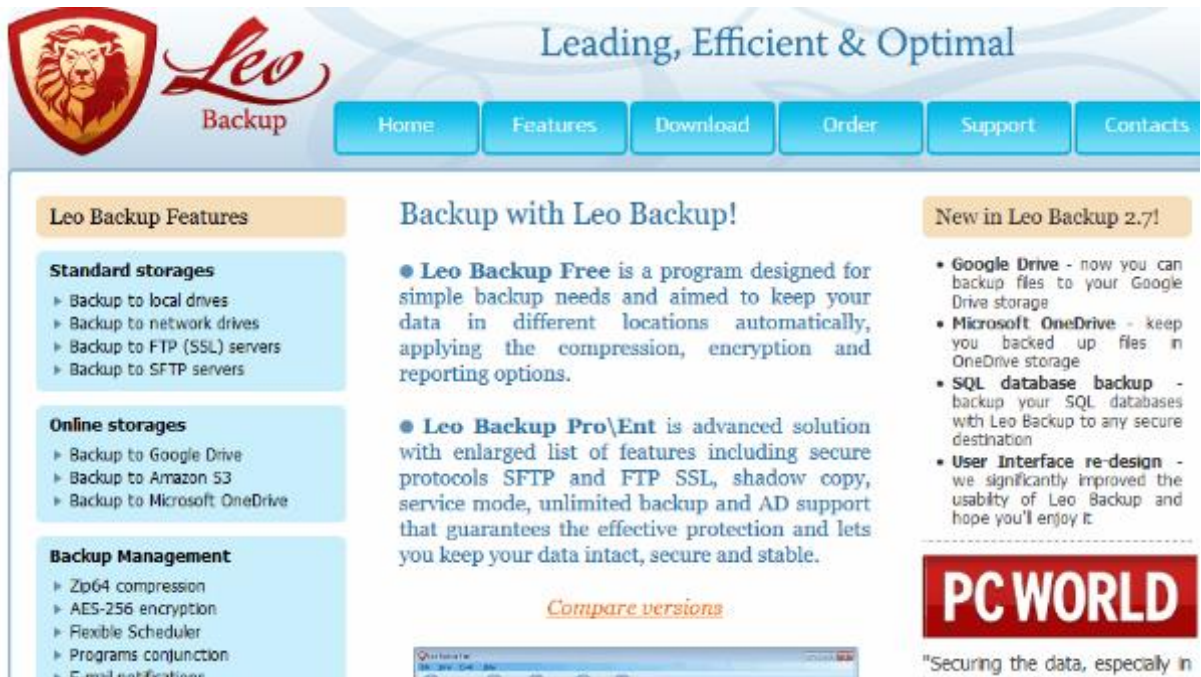 Leo
Backup
Leading, Efficient & Optimal
Home
Features
Download
Order
Support
Contacts
Leo Backup Features
Standard storages
Backup to local drives
Backup to network drives
Backup to FTP (SSL) servers
Backup to SFTP servers
Online storages
Backup to Google Drive
Backup to Amazon S3
Backup to Microsoft OneDrive
Backup Management
Zip64 compression
AES-256 encryption
Flexible Scheduler
Programs conjunction
E-mail notifications
Backup with Leo Backup!
● Leo Backup Free is a program designed for
simple backup needs and aimed to keep your
data in different locations automatically,
applying the compression, encryption and
reporting options.
● Leo Backup Pro\Ent is advanced solution
with enlarged list of features including secure
protocols SFTP and FTP SSL, shadow copy,
service mode, unlimited backup and AD support
that guarantees the effective protection and lets
you keep your data intact, secure and stable.
Compare versions
New in Leo Backup 2.7!
• Google Drive - now you can
backup files to your Google
Drive storage
• Microsoft OneDrive - keep
you backed up files in
OneDrive storage
• SQL database backup -
backup your SQL databases
with Leo Backup to any secure
destination
• User Interface re-design -
we significantly improved the
usability of Leo Backup and
hope you'll enjoy it
PC WORLD
"Securing the data, especially in